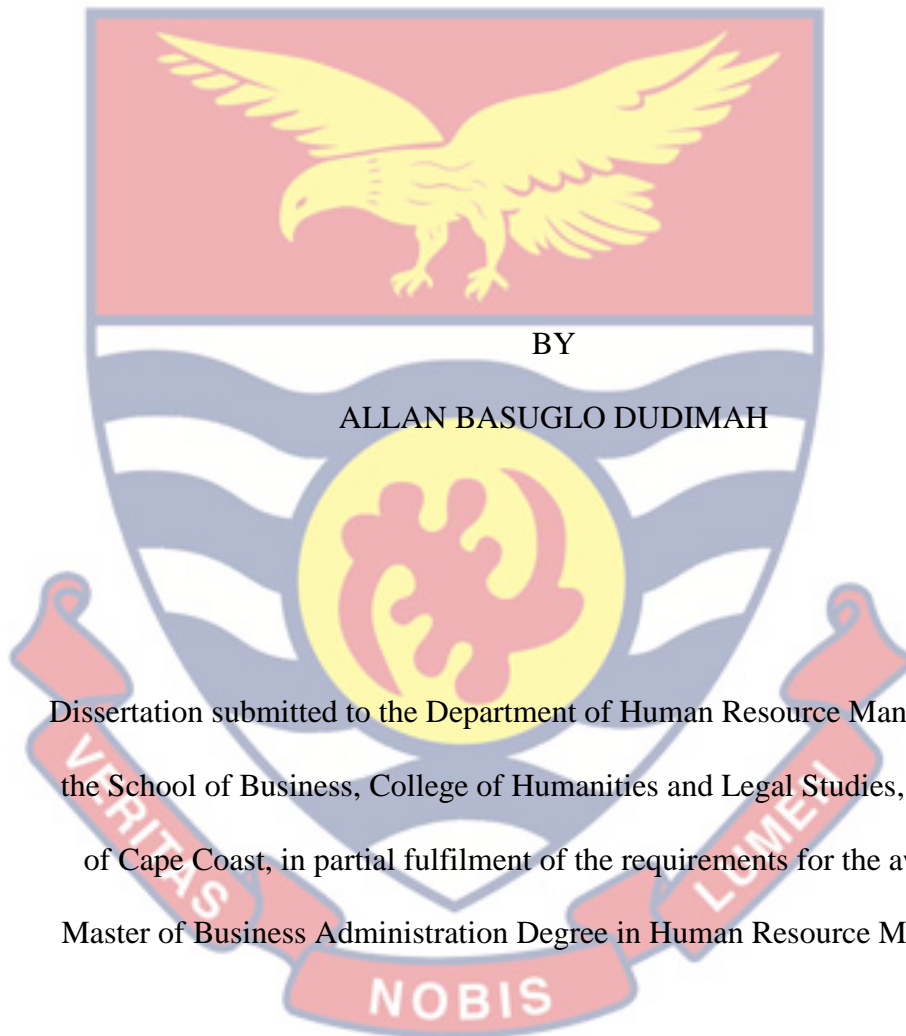 BY
ALLAN BASUGLO DUDIMAH
Dissertation submitted to the Department of Human Resource Man
the School of Business, College of Humanities and Legal Studies,
of Cape Coast, in partial fulfilment of the requirements for the a
Master of Business Administration Degree in Human Resource M
VERITAS
NOBIS
LUMEN